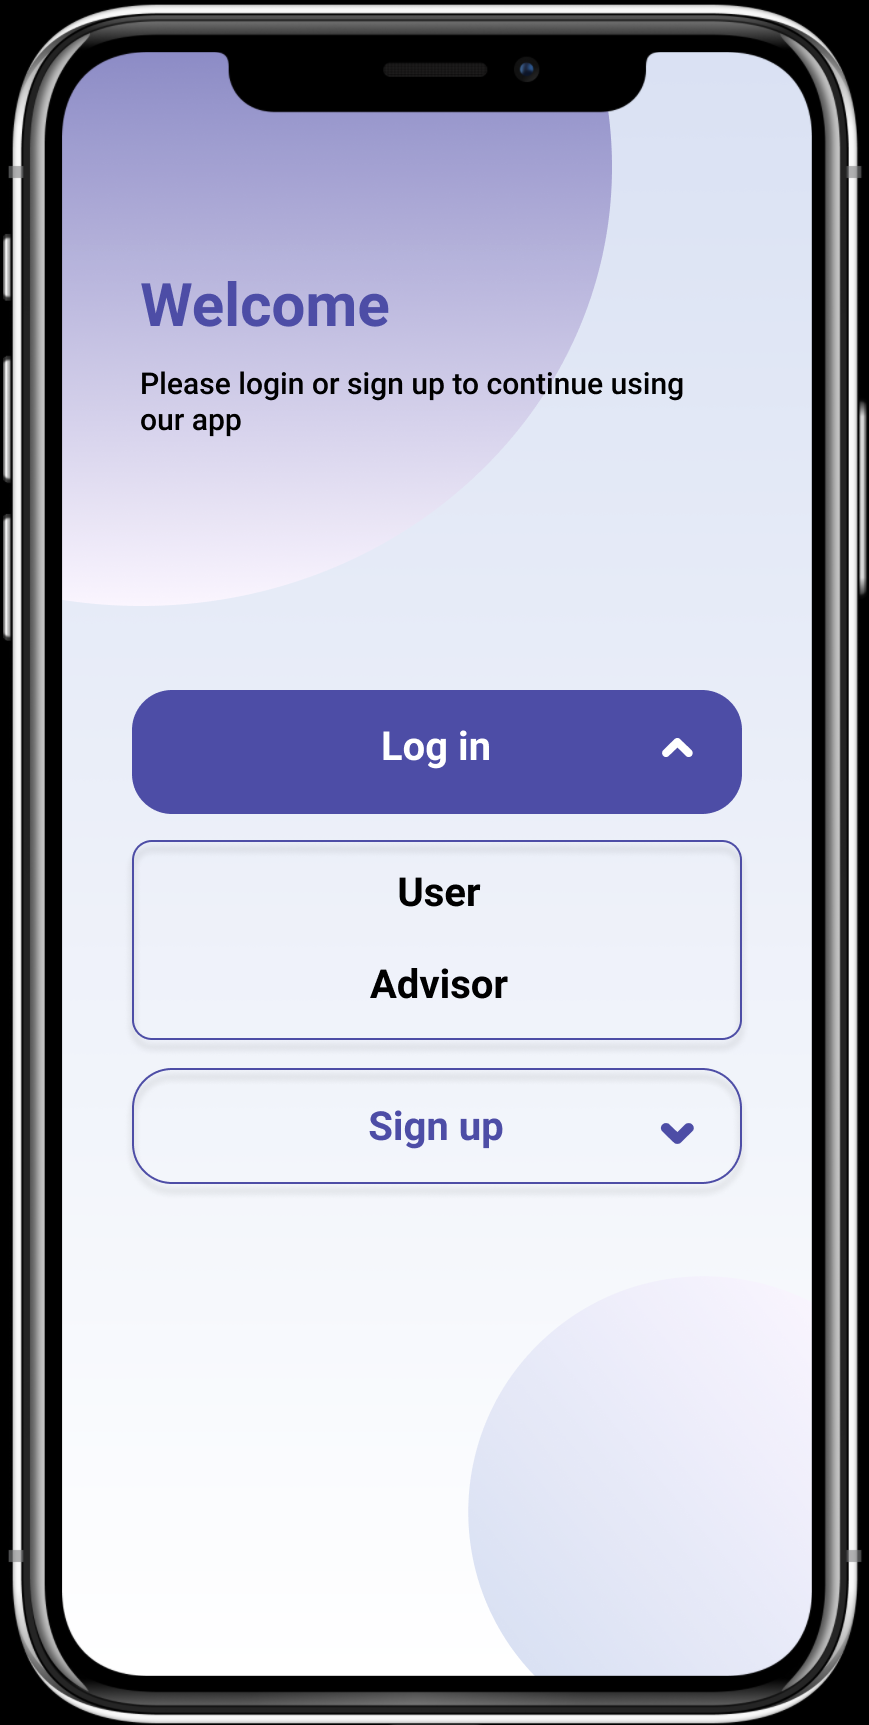 Welcome
Please login or sign up to continue using
our app
Log in
User
Advisor
Sign up